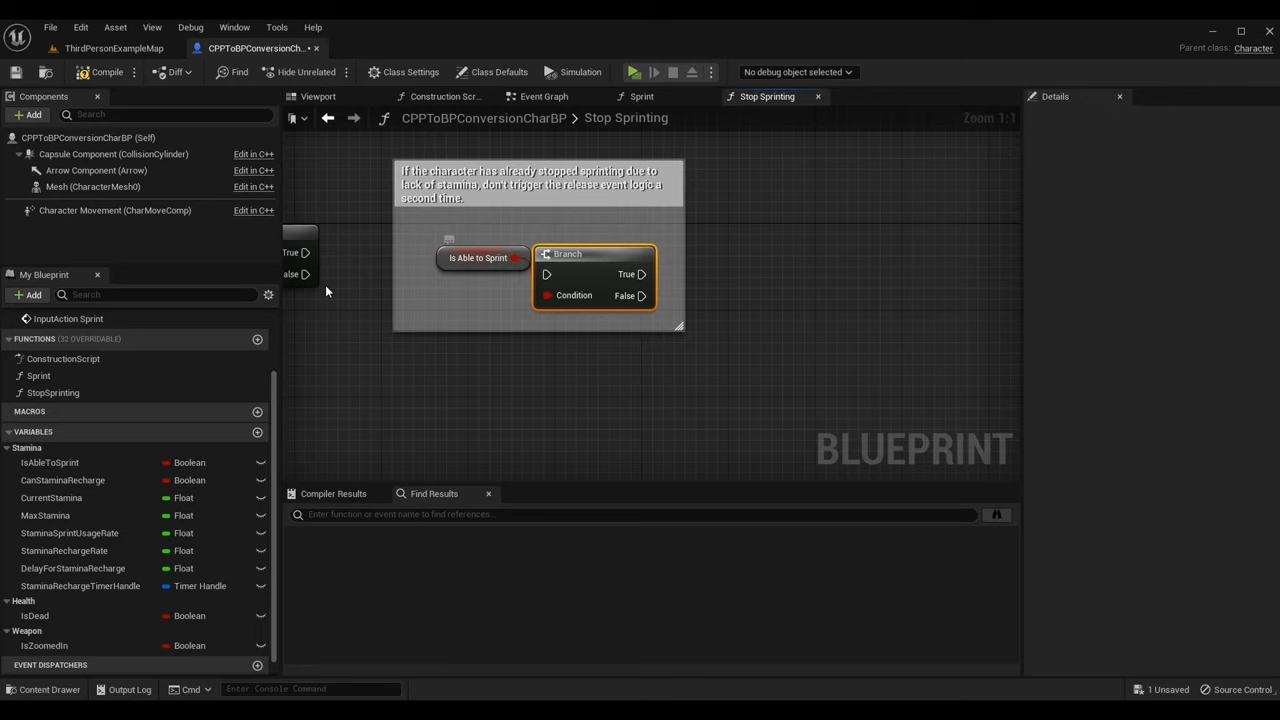 File Edit Asset View Debug Window Tools Help
ThirdPersonExampleMap CPPToBPConversionCh...•
Parent class: Character
Compile Diff Find Hide Unrelated Class Settings Class Defaults Simulation No debug object selected
Components
Viewport Construction Scr... Event Graph Sprint Stop Sprinting
Details
+ Add Search
CPPToBPConversionCharBP > Stop Sprinting
Zoom 1:1
CPPToBPConversionCharBP (Self)
Capsule Component (CollisionCylinder) Edit in C++
Arrow Component (Arrow) Edit in C++
Mesh (CharacterMesh0) Edit in C++
Character Movement (CharMoveComp) Edit in C++
If the character has already stopped sprinting due to
lack of stamina, don't trigger the release event logic a
second time.
True
alse
Is Able to Sprint
Branch
True
Condition False
BLUEPRINT
My Blueprint
+ Add Search
InputAction Sprint
FUNCTIONS (32 OVERRIDABLE)
ConstructionScript
Sprint
StopSprinting
MACROS
VARIABLES
Stamina
IsAbleToSprint Boolean
CanStaminaRecharge Boolean
CurrentStamina Float
MaxStamina Float
StaminaSprintUsageRate Float
StaminaRechargeRate Float
DelayForStaminaRecharge Float
StaminaRechargeTimerHandle Timer Handle
Health
IsDead Boolean
Weapon
IsZoomedIn Boolean
EVENT DISPATCHERS
Compiler Results Find Results
Enter function or event name to find references...
Content Drawer Output Log Cmd Enter Console Command
1 Unsaved Source Control